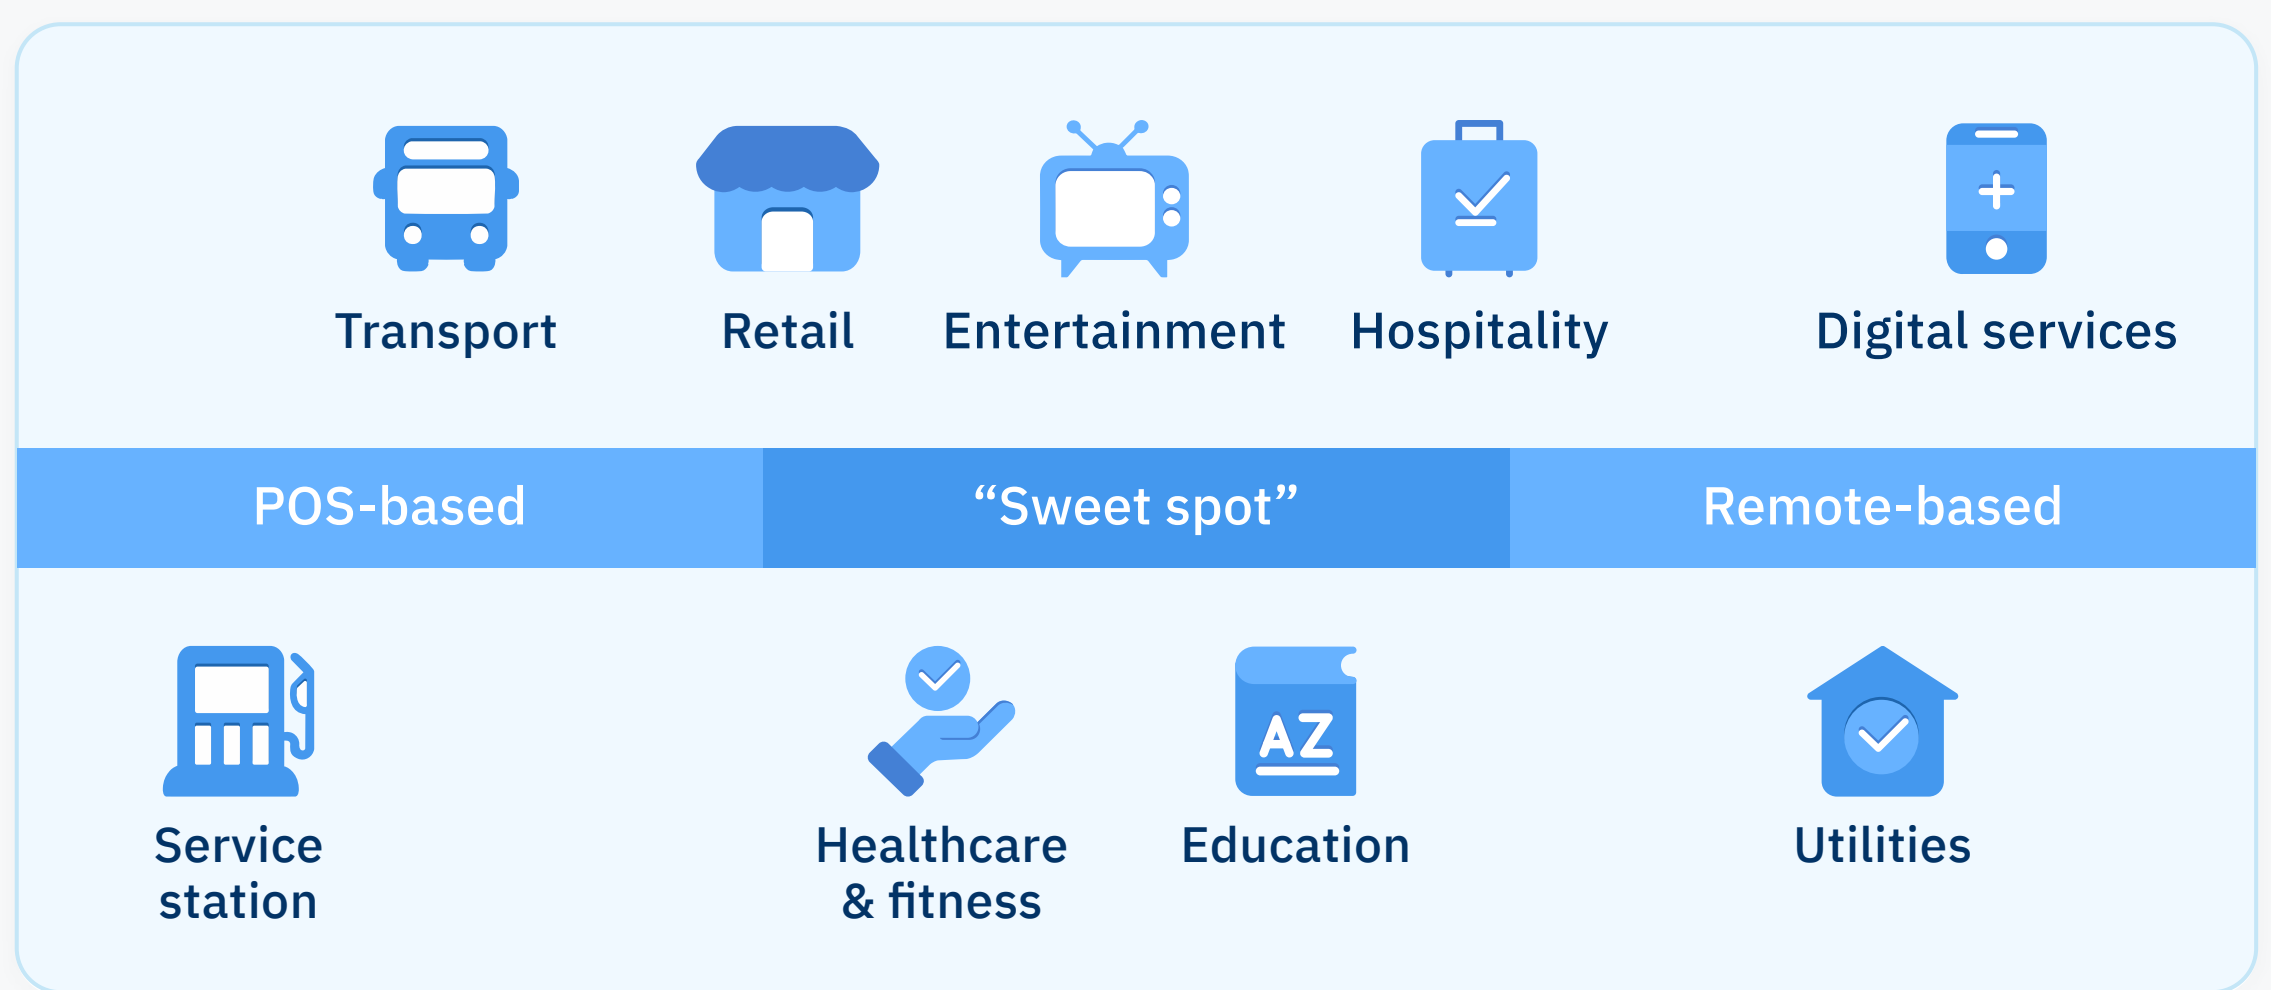 Transport
Retail
Entertainment
Hospitality
Digital services
POS-based
“Sweet spot”
Remote-based
Service
station
Healthcare
& fitness
AZ
Education
Utilities